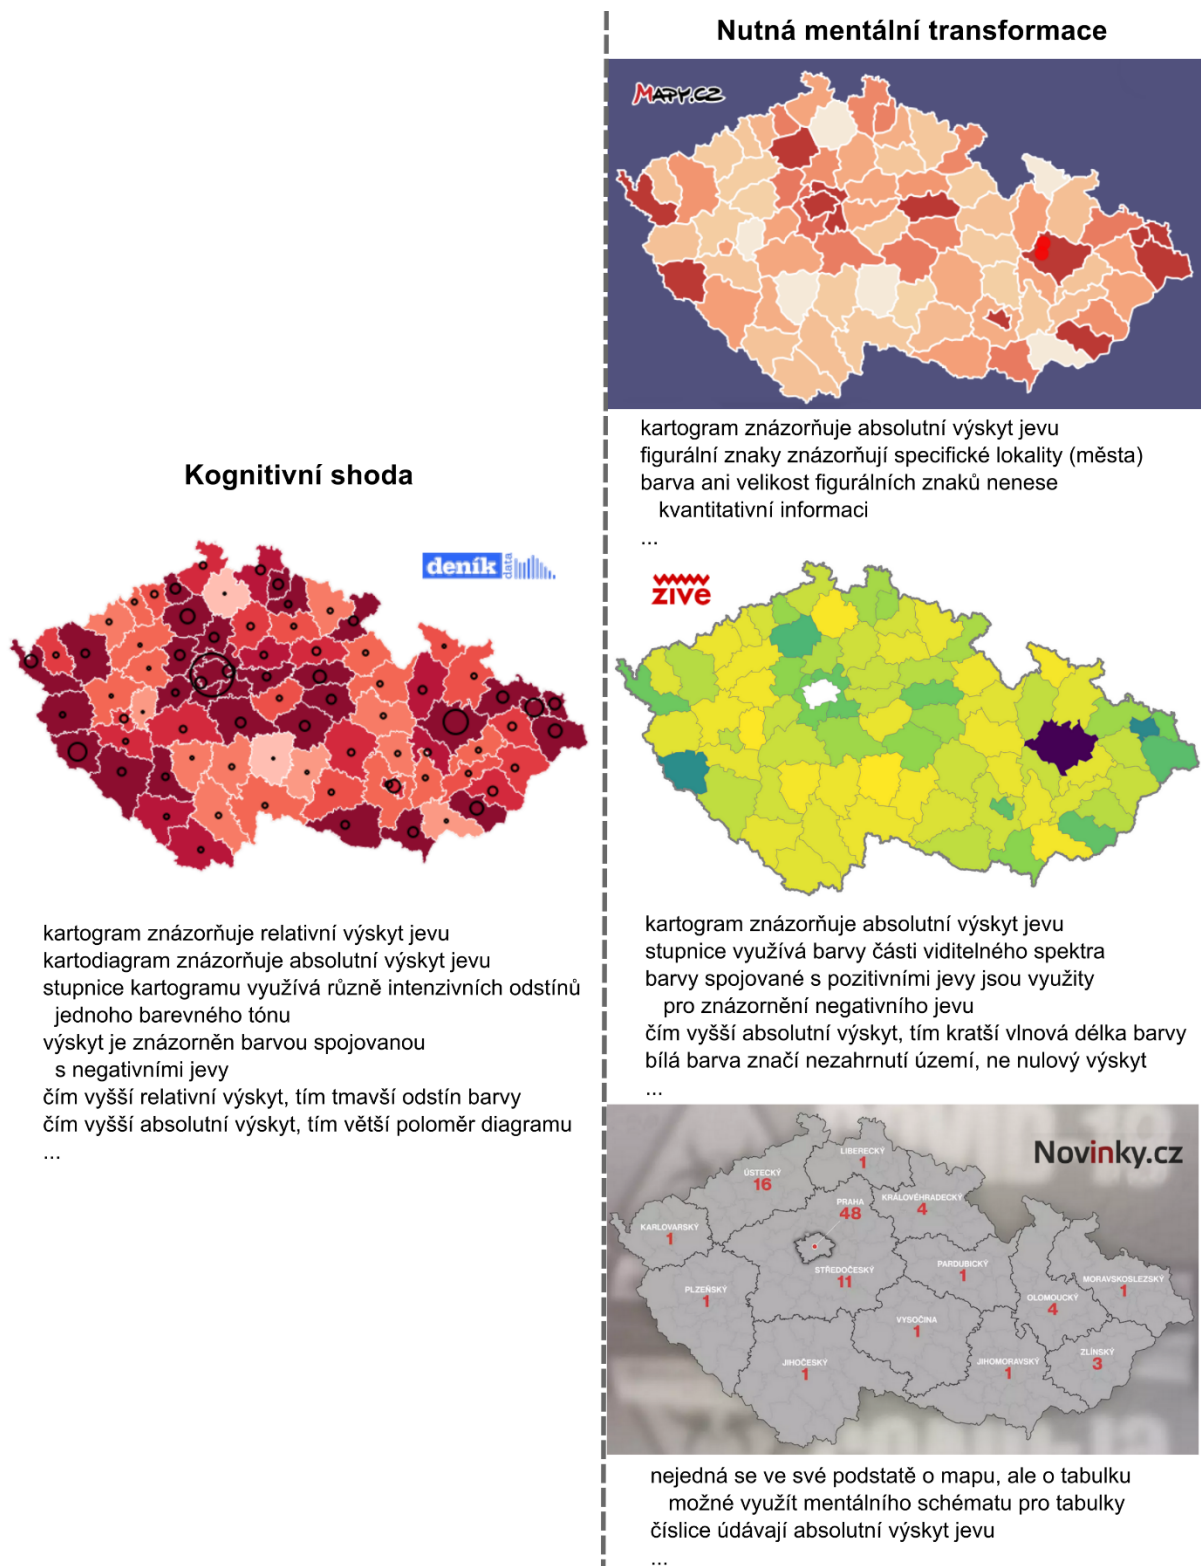 Nutná mentální transformace
MAPY.CZ
kartogram znázorňuje absolutní výskyt jevu
figurální znaky znázorňují specifické lokality (města)
barva ani velikost figurálních znaků nenese
kvantitativní informaci
...
Kognitivní shoda
deník data
kartogram znázorňuje relativní výskyt jevu
kartodiagram znázorňuje absolutní výskyt jevu
stupnice kartogramu využívá různě intenzivních odstínů
jednoho barevného tónu
výskyt je znázorněn barvou spojovanou
s negativními jevy
čím vyšší relativní výskyt, tím tmavší odstín barvy
čím vyšší absolutní výskyt, tím větší poloměr diagramu
...
živě
kartogram znázorňuje absolutní výskyt jevu
stupnice využívá barvy části viditelného spektra
barvy spojované s pozitivními jevy jsou využity
pro znázornění negativního jevu
čím vyšší absolutní výskyt, tím kratší vlnová délka barvy
bílá barva značí nezahrnutí území, ne nulový výskyt
...
Novinky.cz
LIBERECKÝ
1
ÚSTECKÝ
16
PRAHA
48
KRÁLOVÉHRADECKÝ
4
KARLOVARSKÝ
1
STŘEDOČESKÝ
11
PARDUBICKÝ
1
MORAVSKOSLEZSKÝ
1
PLZEŇSKÝ
1
OLOMOUCKÝ
4
VYSOČINA
1
ZLÍNSKÝ
3
JIHOČESKÝ
1
JIHOMORAVSKÝ
1
nejedná se ve své podstatě o mapu, ale o tabulku
možné využít mentálního schématu pro tabulky
číslice údávají absolutní výskyt jevu
...